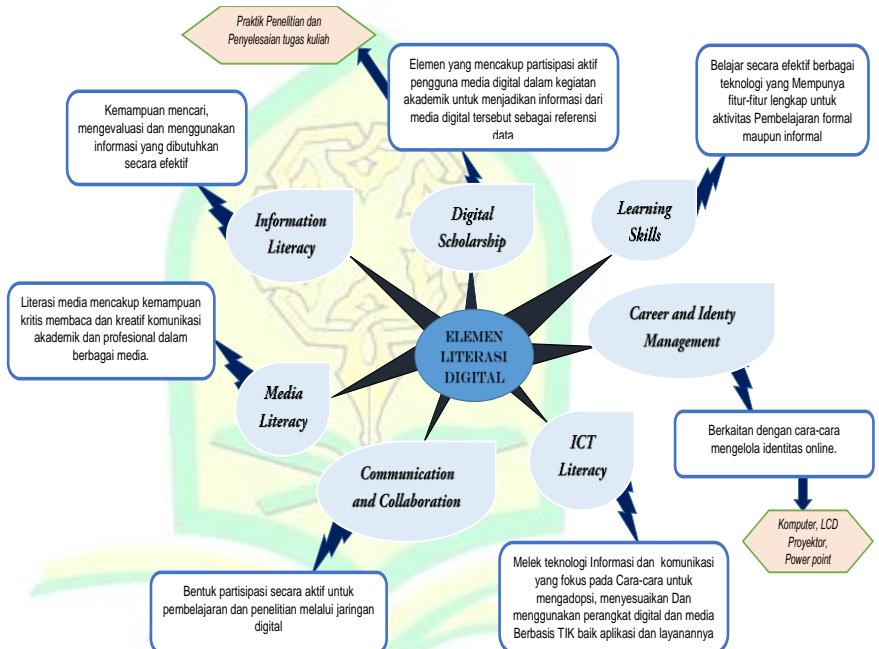 Praktik Penelitian dan
Penyelesaian tugas kuliah
Elemen yang mencakup partisipasi aktif
pengguna media digital dalam kegiatan
akademik untuk menjadikan informasi dari
media digital tersebut sebagai referensi
data
Belajar secara efektif berbagai
teknologi yang Mempunya
fitur-fitur lengkap untuk
aktivitas Pembelajaran formal
maupun informal
Kemampuan mencari,
mengevaluasi dan menggunakan
informasi yang dibutuhkan
secara efektif
Information
Literacy
Digital
Scholarship
Learning
Skills
Literasi media mencakup kemampuan
kritis membaca dan kreatif komunikasi
akademik dan profesional dalam
berbagai media.
ELEMEN
LITERASI
DIGITAL
Career and Identy
Management
Media
Literacy
ICT
Literacy
Berkaitan dengan cara-cara
mengelola identitas online.
Communication
and Collaboration
Komputer, LCD
Proyektor,
Power point
Bentuk partisipasi secara aktif untuk
pembelajaran dan penelitian melalui jaringan
digital
Melek teknologi Informasi dan komunikasi
yang fokus pada Cara-cara untuk
mengadopsi, menyesuaikan Dan
menggunakan perangkat digital dan media
Berbasis TIK baik aplikasi dan layanannya